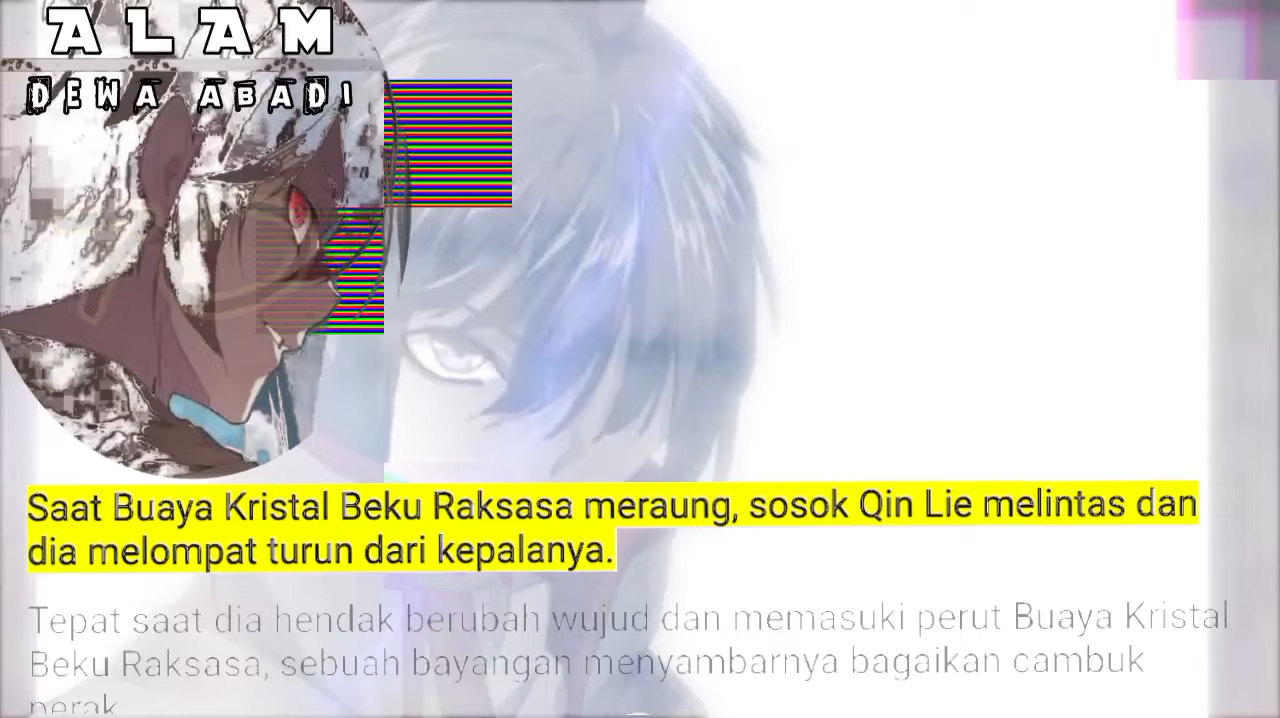 ALAM
DEWA ABADI
Saat Buaya Kristal Beku Raksasa meraung, sosok Qin Lie melintas dan
dia melompat turun dari kepalanya.
Tepat saat dia hendak berubah wujud dan memasuki perut Buaya Kristal
Beku Raksasa, sebuah bayangan menyambarnya bagaikan cambuk
perak